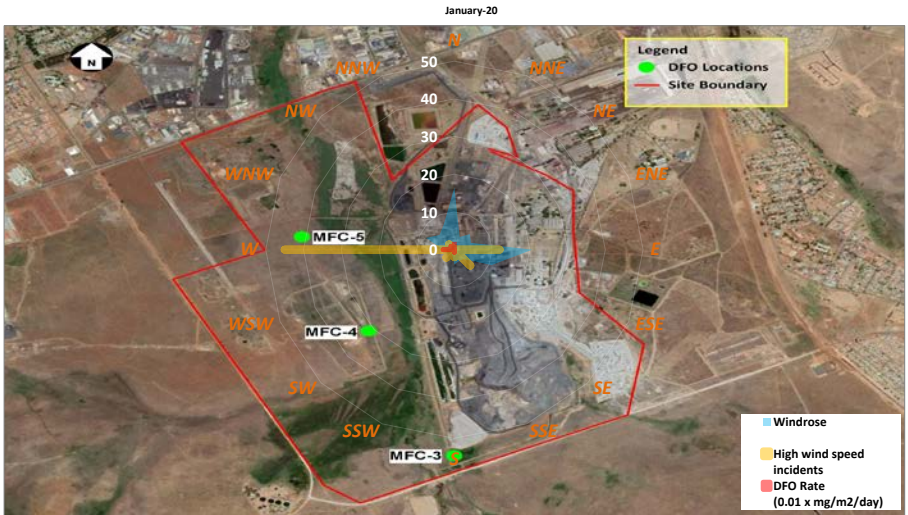 January-20
N
N
50
NNW
NNE
Legend
DFO Locations
Site Boundary
40
NW
NE
30
20
WNW
ENE
10
MFC-5
W
0
E
WSW
MFC-4
ESE
SW
SE
SSW
SSE
MFC-3
S
Windrose
High wind speed
incidents
DFO Rate
(0.01 x mg/m2/day)